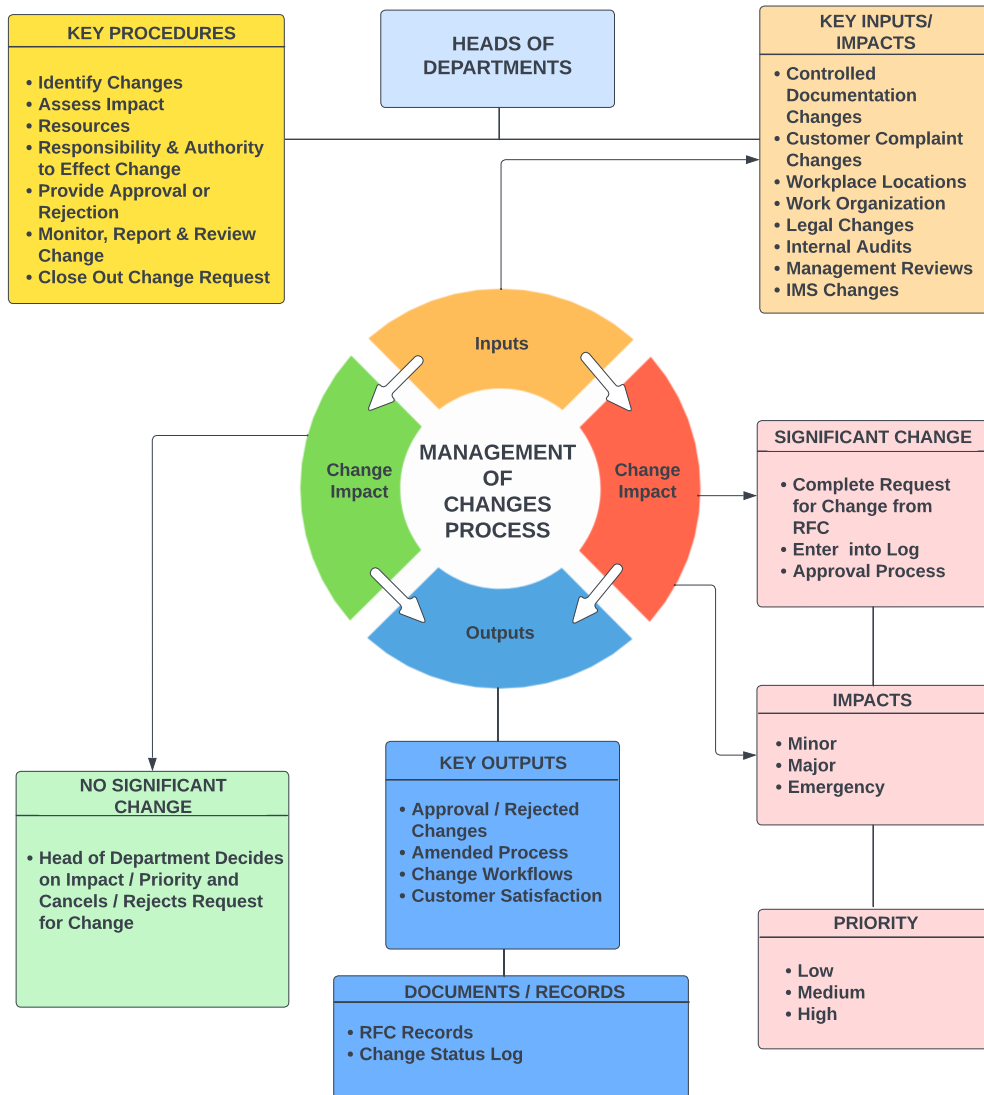 KEY PROCEDURES
• Identify Changes
• Assess Impact
• Resources
• Responsibility & Authority
to Effect Change
• Provide Approval or
Rejection
• Monitor, Report & Review
Change
• Close Out Change Request
HEADS OF
DEPARTMENTS
KEY INPUTS/
IMPACTS
• Controlled
Documentation
Changes
• Customer Complaint
Changes
• Workplace Locations
• Work Organization
• Legal Changes
• Internal Audits
• Management Reviews
• IMS Changes
Inputs
Change
Impact
MANAGEMENT
OF
CHANGES
PROCESS
Change
Impact
Outputs
SIGNIFICANT CHANGE
• Complete Request
for Change from
RFC
• Enter  into Log
• Approval Process
IMPACTS
• Minor
• Major
• Emergency
PRIORITY
• Low
• Medium
• High
NO SIGNIFICANT
CHANGE
• Head of Department Decides
on Impact / Priority and
Cancels / Rejects Request
for Change
KEY OUTPUTS
• Approval / Rejected
Changes
• Amended Process
• Change Workflows
• Customer Satisfaction
DOCUMENTS / RECORDS
• RFC Records
• Change Status Log